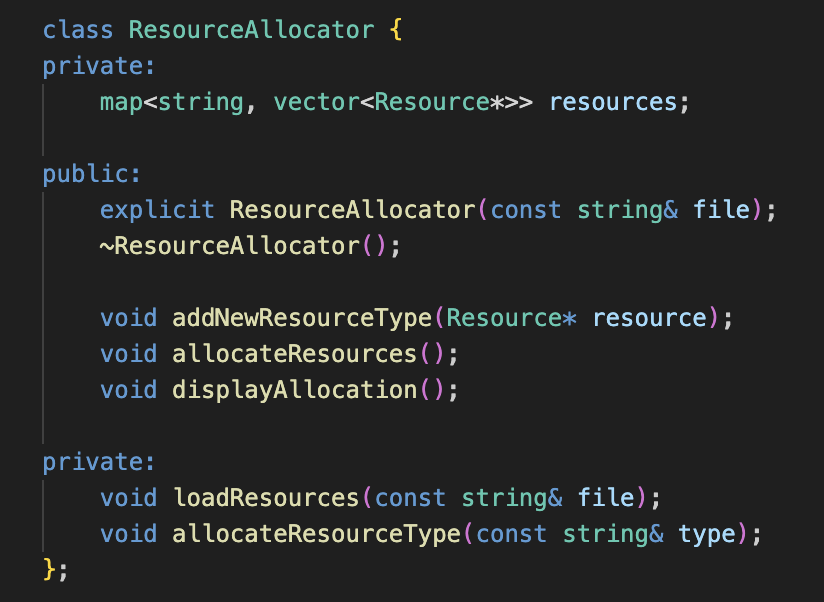 class ResourceAllocator {
private:
    map<string, vector<Resource*>> resources;

public:
    explicit ResourceAllocator(const string& file);
    ~ResourceAllocator();

    void addNewResourceType(Resource* resource);
    void allocateResources();
    void displayAllocation();

private:
    void loadResources(const string& file);
    void allocateResourceType(const string& type);
};